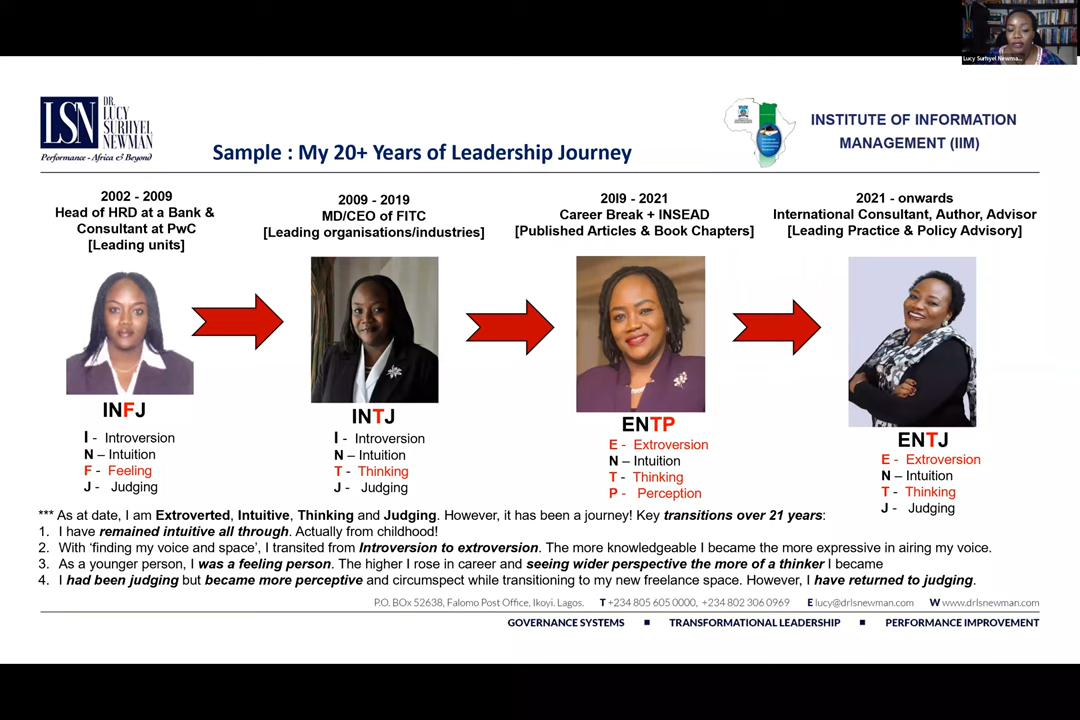 Lucy Surhyel Newma...
LSN
DR.
LUCY
SURHYEL
NEWMAN
Performance - Africa & Beyond
INSTITUTE OF INFORMATION
MANAGEMENT (IIM)
Sample : My 20+ Years of Leadership Journey
2002 - 2009
Head of HRD at a Bank &
Consultant at PwC
[Leading units]
2009 - 2019
MD/CEO of FITC
[Leading organisations/industries]
20I9 - 2021
Career Break + INSEAD
[Published Articles & Book Chapters]
2021 - onwards
International Consultant, Author, Advisor
[Leading Practice & Policy Advisory]
INFJ
I - Introversion
N – Intuition
F - Feeling
J - Judging
INTJ
I - Introversion
N – Intuition
T - Thinking
J - Judging
ENTP
E - Extroversion
N – Intuition
T - Thinking
P - Perception
ENTJ
E - Extroversion
N – Intuition
T - Thinking
J - Judging
*** As at date, I am Extroverted, Intuitive, Thinking and Judging. However, it has been a journey! Key transitions over 21 years:
1. I have remained intuitive all through. Actually from childhood!
2. With ‘finding my voice and space’, I transited from Introversion to extroversion. The more knowledgeable I became the more expressive in airing my voice.
3. As a younger person, I was a feeling person. The higher I rose in career and seeing wider perspective the more of a thinker I became
4. I had been judging but became more perceptive and circumspect while transitioning to my new freelance space. However, I have returned to judging.
P.O. BOx 52638, Falomo Post Office, Ikoyi. Lagos. T +234 805 605 0000, +234 802 306 0969 E lucy@drlsnewman.com W www.drlsnewman.com
GOVERNANCE SYSTEMS ■ TRANSFORMATIONAL LEADERSHIP ■ PERFORMANCE IMPROVEMENT